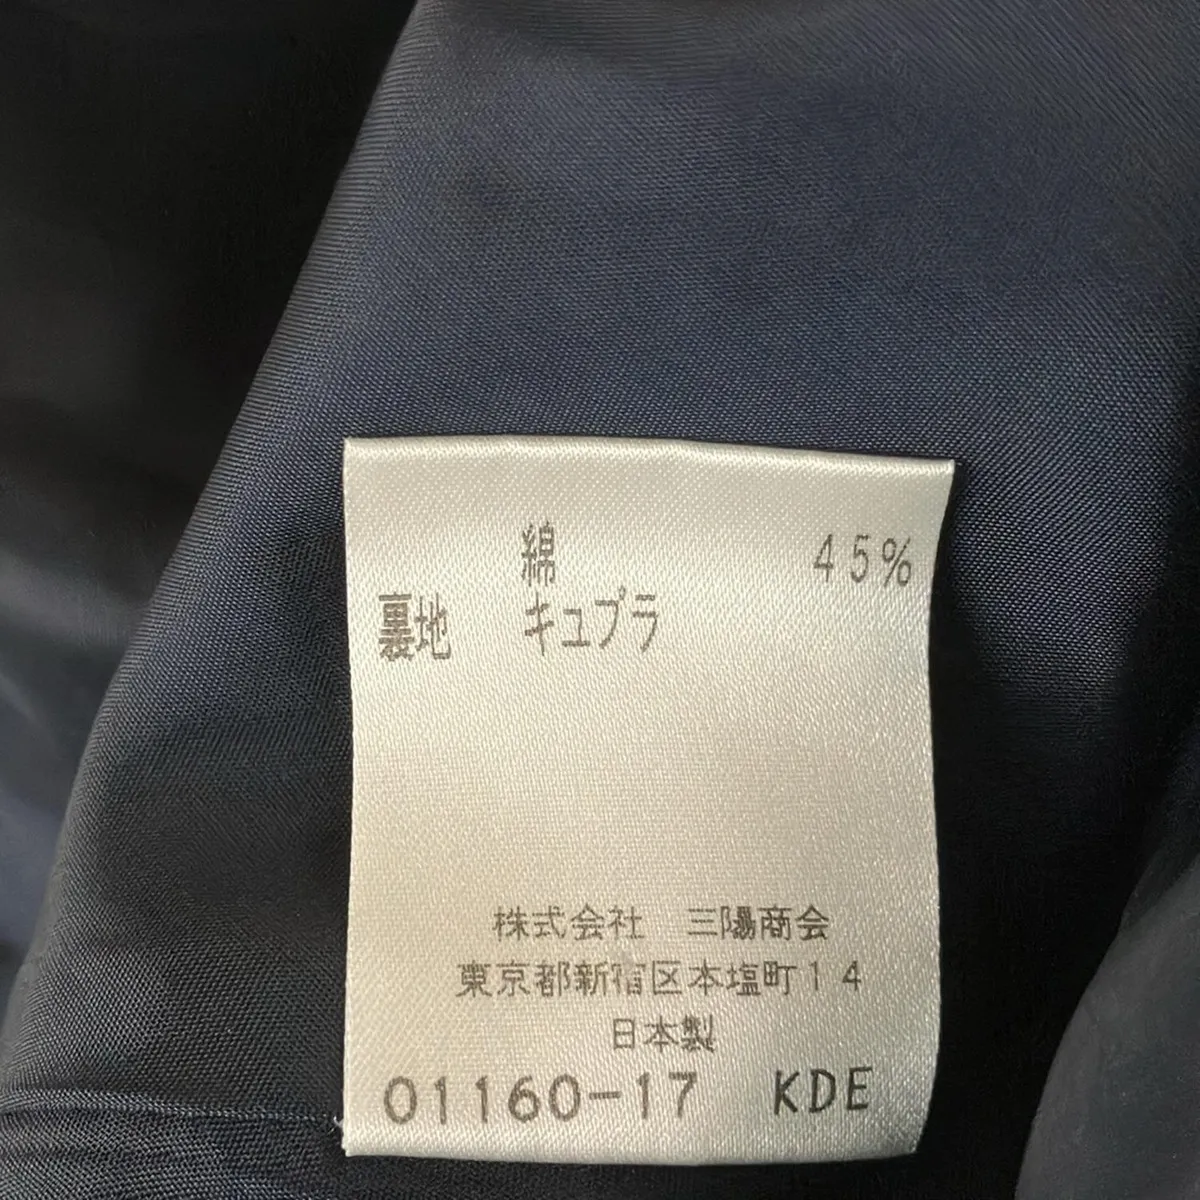 綿 45%
裏地 キュプラ
株式会社 三陽商会
東京都新宿区本塩町14
日本製
01160-17 KDE